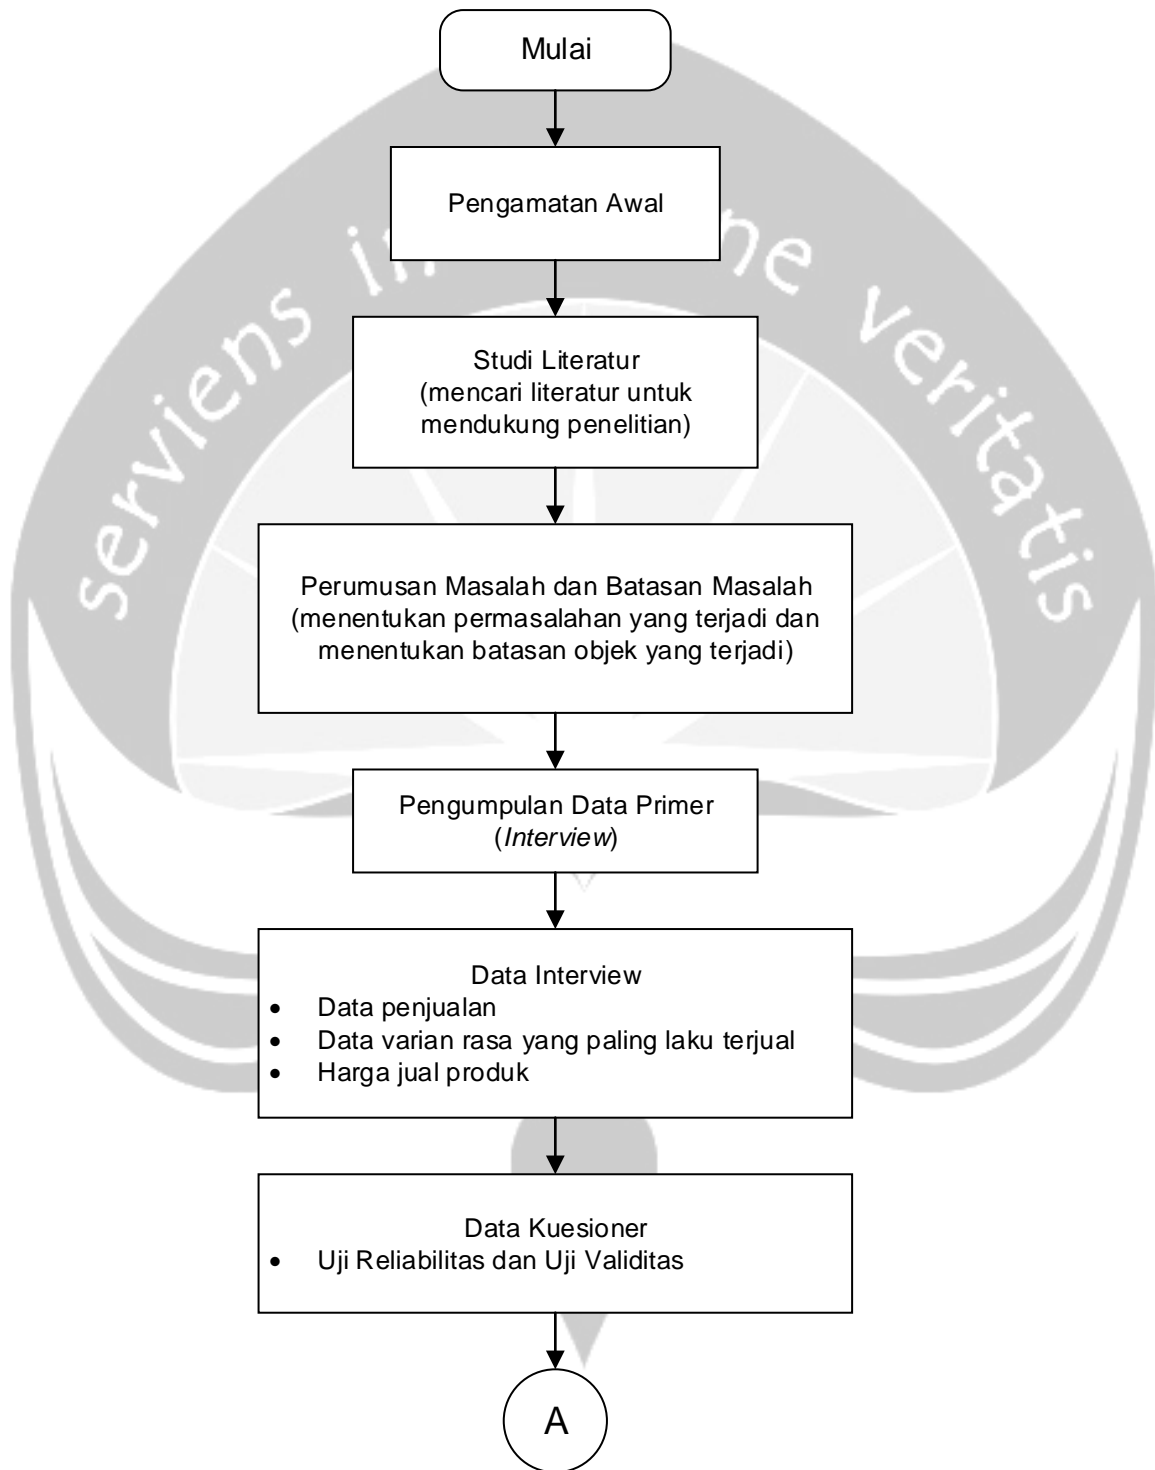 Mulai
Pengamatan Awal
serviens in ne veritatis
Studi Literatur
(mencari literatur untuk
mendukung penelitian)
Perumusan Masalah dan Batasan Masalah
(menentukan permasalahan yang terjadi dan
menentukan batasan objek yang terjadi)
Pengumpulan Data Primer
(Interview)
Data Interview
• Data penjualan
• Data varian rasa yang paling laku terjual
• Harga jual produk
Data Kuesioner
• Uji Reliabilitas dan Uji Validitas
A